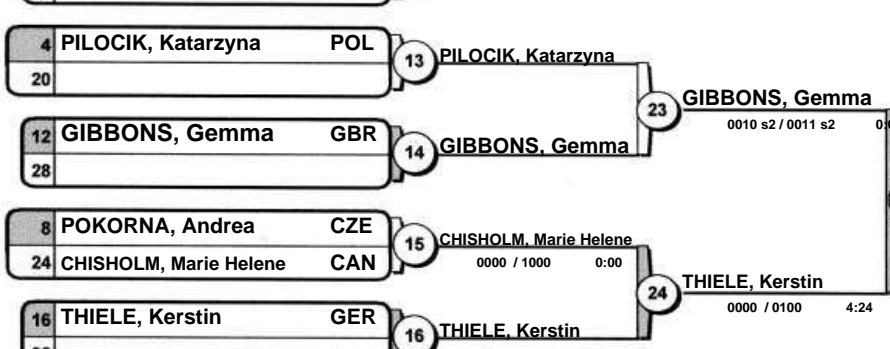 4 PILOCIK, Katarzyna POL
20
13 PILOCIK, Katarzyna
12 GIBBONS, Gemma GBR
28
14 GIBBONS, Gemma
23 GIBBONS, Gemma
0010 s2 / 0011 s2
8 POKORNA, Andrea CZE
24 CHISHOLM, Marie Helene CAN
15 CHISHOLM, Marie Helene
0000 / 1000 0:00
24 THIELE, Kerstin
0000 / 0100 4:24
16 THIELE, Kerstin GER
16 THIELE, Kerstin